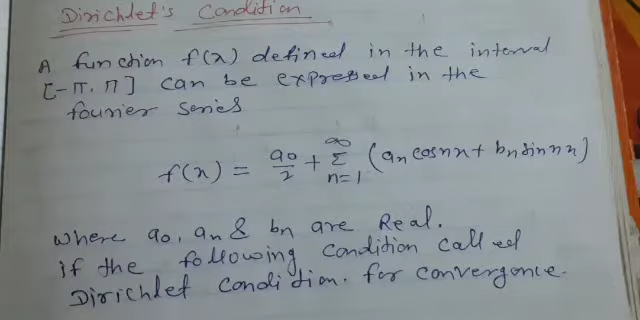 Dirichlet's Condition
A function f(x) defined in the interval
[-π, π] can be expressed in the
fourier series
f(x) = a₀/2 + ∞ Σ n=1 (aₙ cosnx + bₙ sinnx)
where a₀, aₙ & bₙ are Real.
if the following condition called
Dirichlet condition. for convergence.